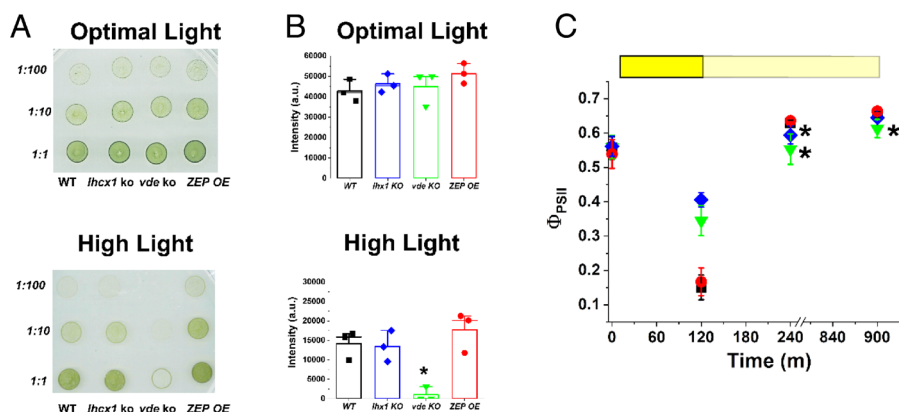 A
Optimal Light
1:100
1:10
1:1
WT lhcx1 ko vde ko ZEP OE
High Light
1:100
1:10
1:1
WT lhcx1 ko vde ko ZEP OE
B
Optimal Light
Intensity (a.u.)
60000
50000
40000
30000
20000
10000
0
WT lhx1 KO vde KO ZEP OE
High Light
Intensity (a.u.)
30000
25000
20000
15000
10000
5000
0
*
WT lhx1 KO vde KO ZEP OE
C
ΦPSII
0.7
0.6
0.5
0.4
0.3
0.2
0.1
*
*
*
0 60 120 180 240 840 900
Time (m)